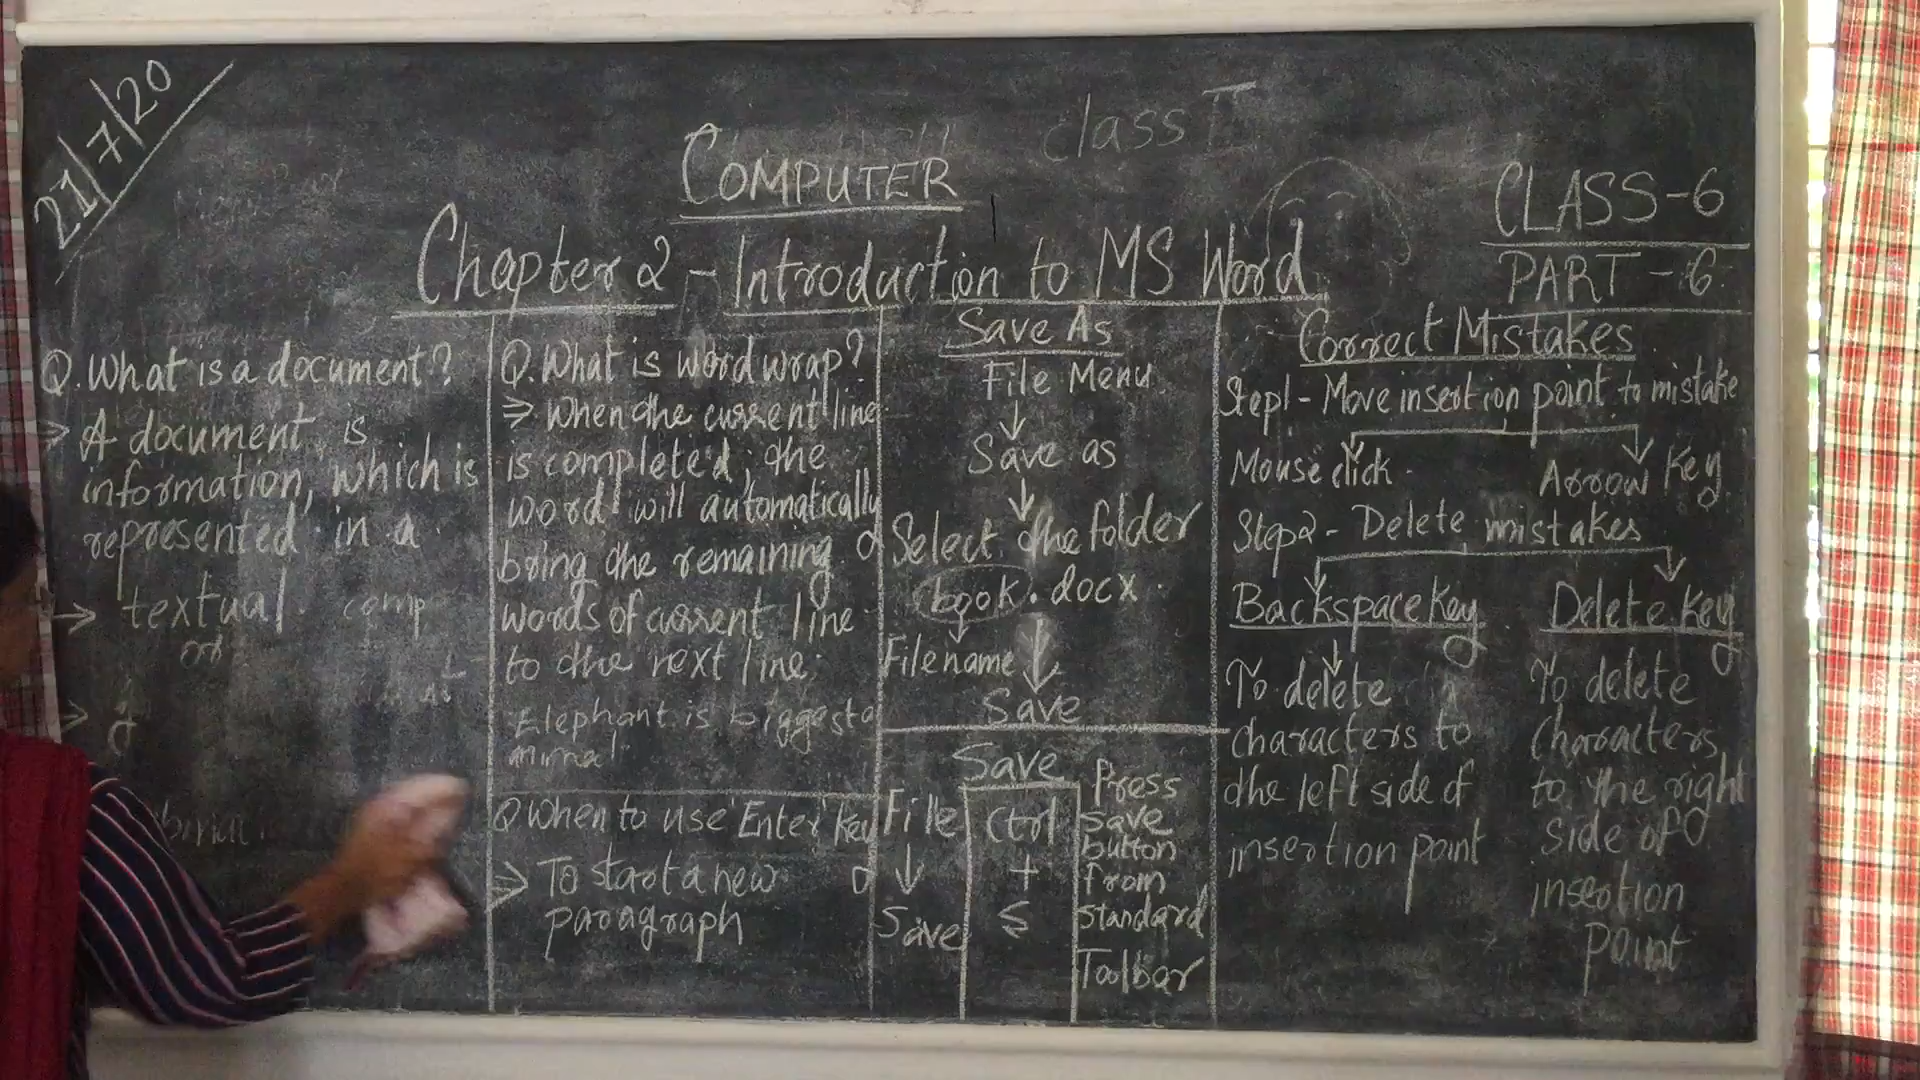 21/7/20
class II
COMPUTER
CLASS-6
PART-6
Chapter 2 - Introduction to MS Word
Q. What is a document?
⇒ A document is
information, which is
represented in a
→ textual comp
or
Q. What is word wrap?
⇒ When the current line
is completed, the
word will automatically
bring the remaining
words of current line
to the next line.
Elephant is biggest
animal
Q When to use 'Enter' key
⇒ To start a new
paragraph
Save As
File Menu
↓
Save as
↓
Select the folder
book.docx
↓
Filename ↓
Save
Save
File
↓
Save
Ctrl
+
S
Press
Save
button
from
standard
Toolbar
Correct Mistakes
Step1 - Move insertion point to mistake
Mouse click Arrow Key
Step2 - Delete mistakes
Backspace Key
↓
To delete
characters to
the left side of
insertion point
Delete Key
To delete
Characters
to the right
side of
insertion
point